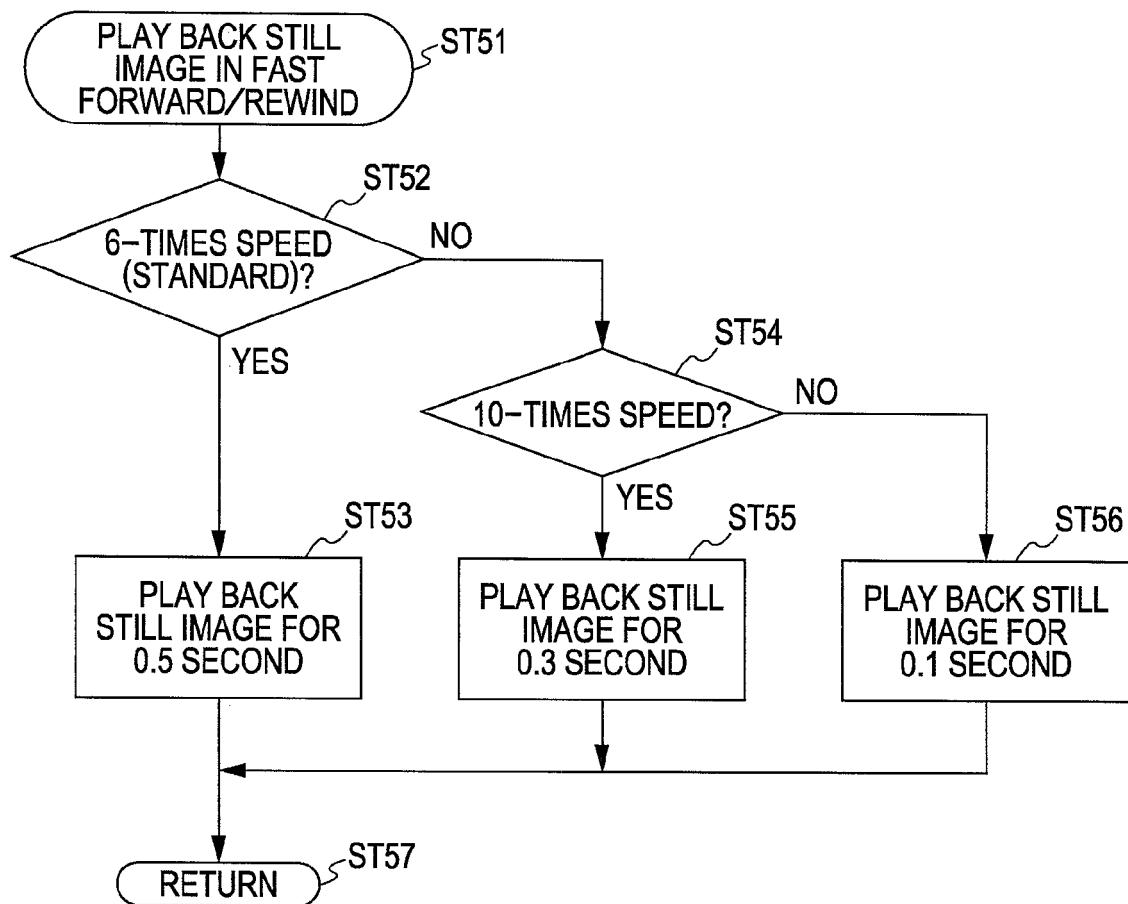 PLAY BACK STILL
IMAGE IN FAST
FORWARD/REWIND
ST51
ST52
6-TIMES SPEED
(STANDARD)?
NO
YES
ST54
10-TIMES SPEED?
NO
YES
ST53
PLAY BACK
STILL IMAGE FOR
0.5 SECOND
ST55
PLAY BACK STILL
IMAGE FOR
0.3 SECOND
ST56
PLAY BACK STILL
IMAGE FOR
0.1 SECOND
RETURN
ST57